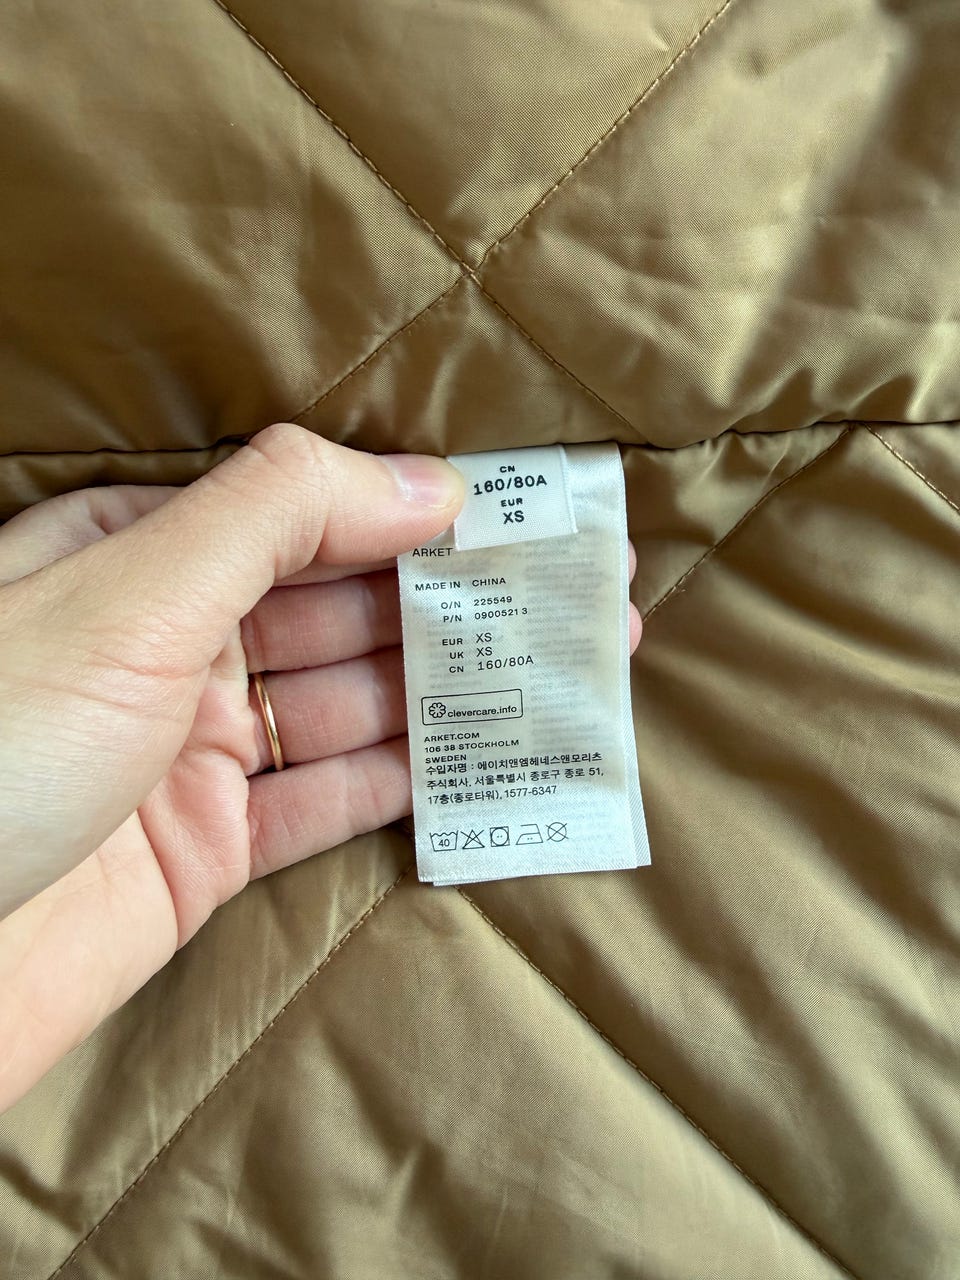 CN
160/80A
EUR
XS
ARKET
MADE IN CHINA
O/N 225549
P/N 0900521 3
EUR XS
UK XS
CN 160/80A
clevercare.info
ARKET.COM
106 38 STOCKHOLM
SWEDEN
수입자명 : 에이치앤엠헤네스앤모리츠
주식회사, 서울특별시 종로구 종로 51,
17층(종로타워), 1577-6347
40